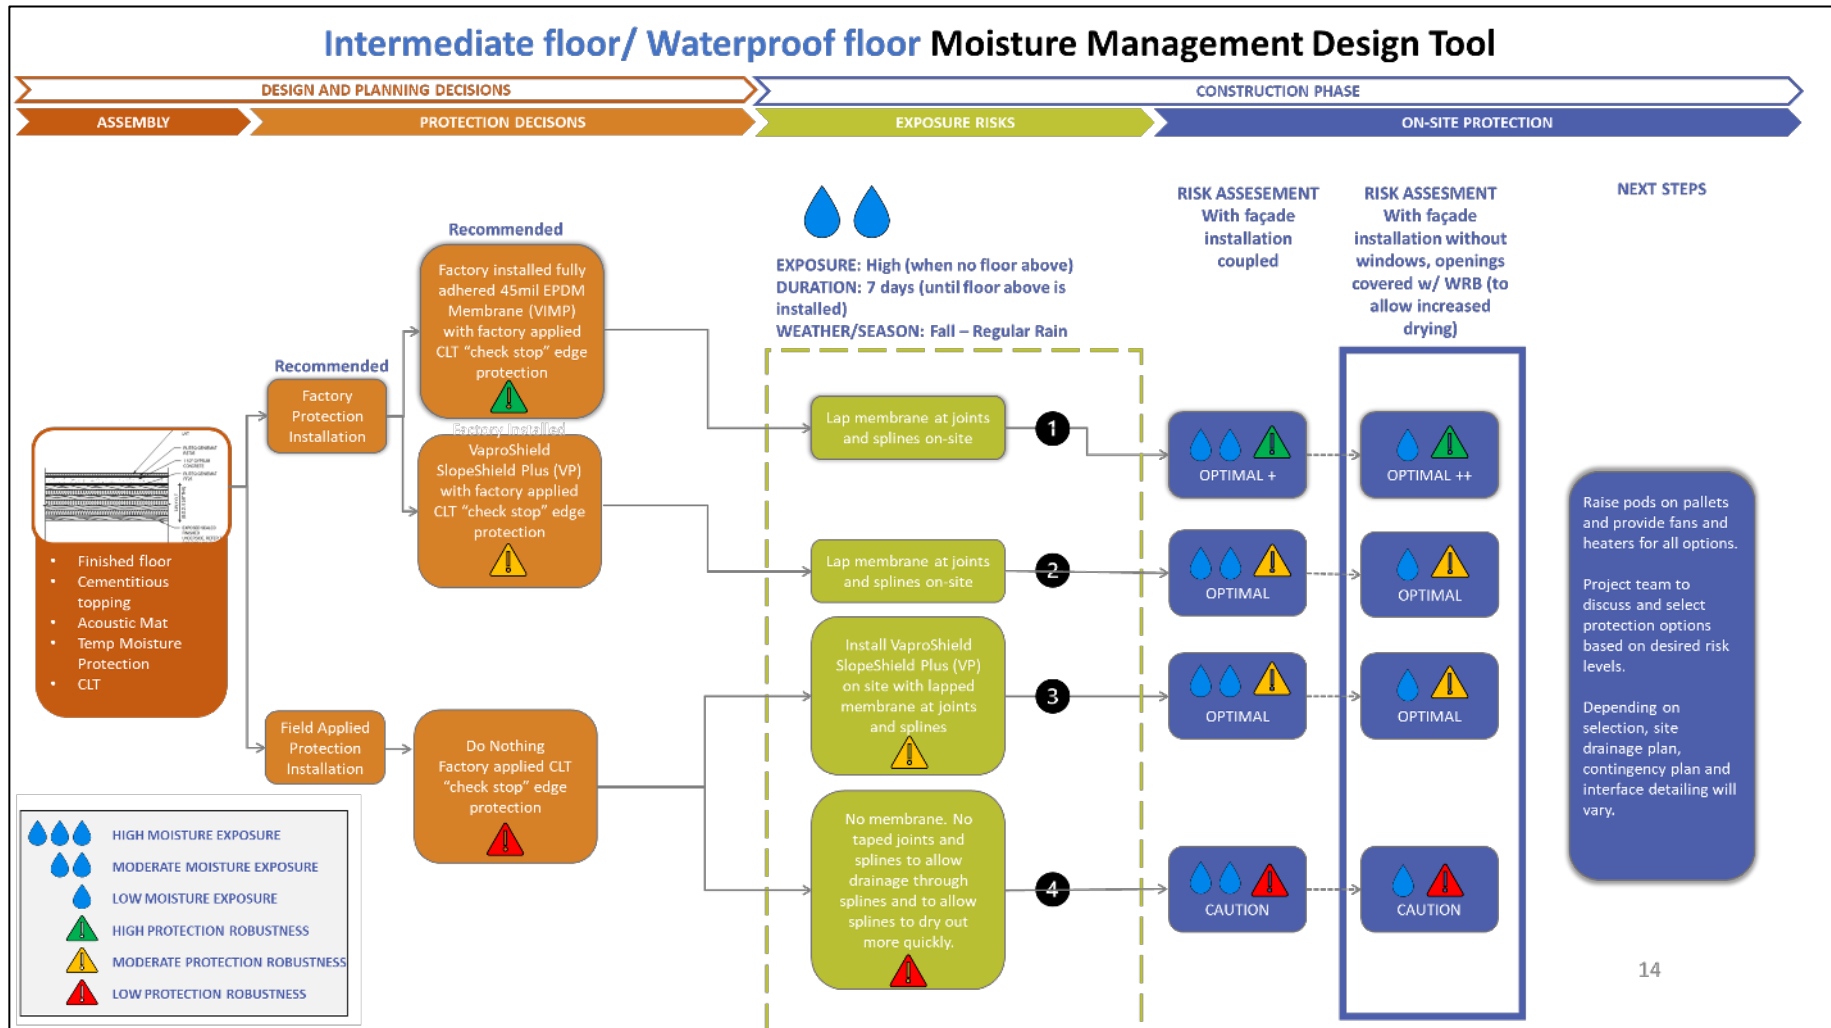 Intermediate floor/ Waterproof floor Moisture Management Design Tool
DESIGN AND PLANNING DECISIONS
CONSTRUCTION PHASE
ASSEMBLY
PROTECTION DECISONS
EXPOSURE RISKS
ON-SITE PROTECTION
Finished floor
Cementitious
topping
Acoustic Mat
Temp Moisture
Protection
CLT
Recommended
Factory
Protection
Installation
Field Applied
Protection
Installation
Recommended
Factory installed fully
adhered 45mil EPDM
Membrane (VIMP)
with factory applied
CLT “check stop” edge
protection
Factory Installed
VaproShield
SlopeShield Plus (VP)
with factory applied
CLT “check stop” edge
protection
Do Nothing
Factory applied CLT
“check stop” edge
protection
EXPOSURE: High (when no floor above)
DURATION: 7 days (until floor above is
installed)
WEATHER/SEASON: Fall – Regular Rain
Lap membrane at joints
and splines on-site
1
Lap membrane at joints
and splines on-site
2
Install VaproShield
SlopeShield Plus (VP)
on site with lapped
membrane at joints
and splines
3
No membrane. No
taped joints and
splines to allow
drainage through
splines and to allow
splines to dry out
more quickly.
4
RISK ASSESEMENT
With façade
installation
coupled
OPTIMAL +
OPTIMAL
OPTIMAL
CAUTION
RISK ASSESMENT
With façade
installation without
windows, openings
covered w/ WRB (to
allow increased
drying)
OPTIMAL ++
OPTIMAL
OPTIMAL
CAUTION
NEXT STEPS
Raise pods on pallets
and provide fans and
heaters for all options.
Project team to
discuss and select
protection options
based on desired risk
levels.
Depending on
selection, site
drainage plan,
contingency plan and
interface detailing will
vary.
HIGH MOISTURE EXPOSURE
MODERATE MOISTURE EXPOSURE
LOW MOISTURE EXPOSURE
HIGH PROTECTION ROBUSTNESS
MODERATE PROTECTION ROBUSTNESS
LOW PROTECTION ROBUSTNESS
14